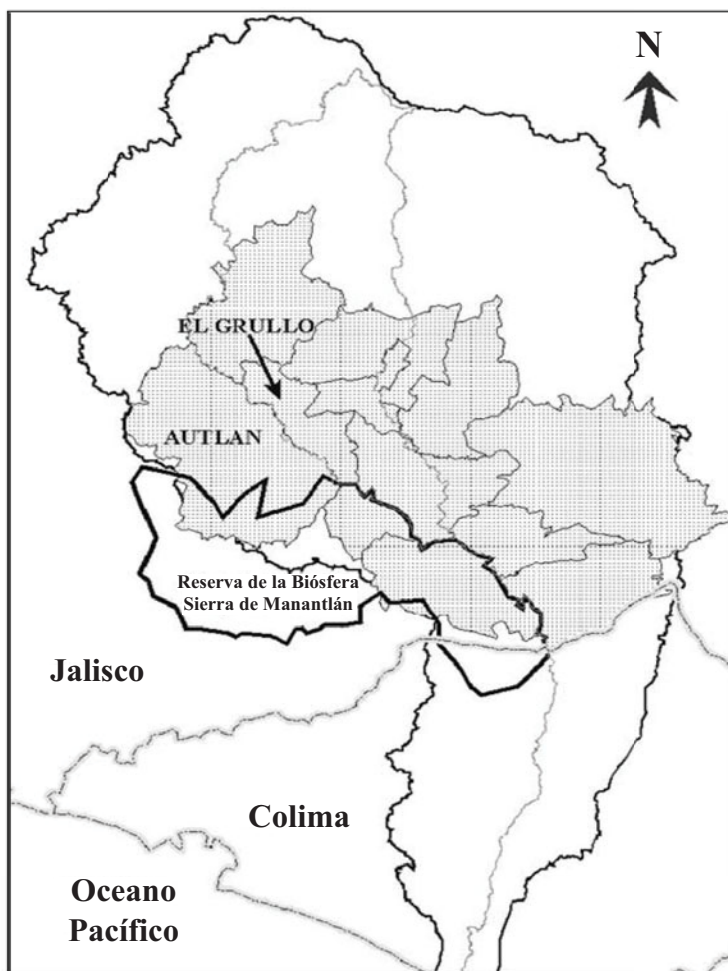 N
EL GRULLO
AUTLAN
Reserva de la Biósfera
Sierra de Manantlán
Jalisco
Colima
Oceano
Pacífico